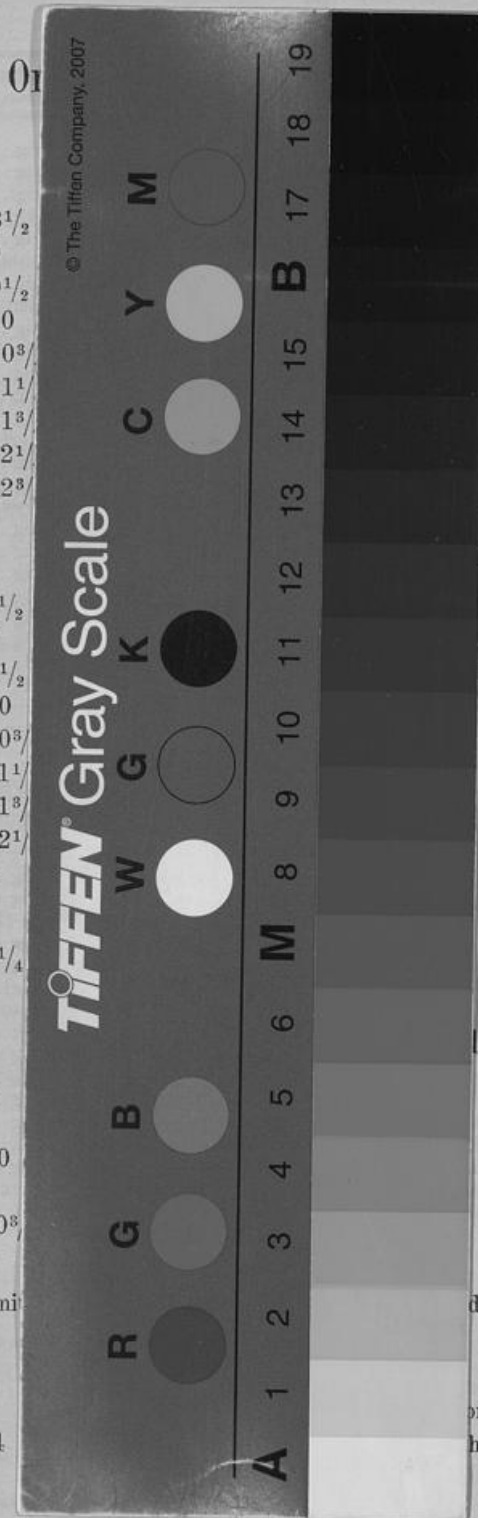 © The Tiffen Company, 2007
TIFFEN® Gray Scale
R G B W G K C Y M
A 1 2 3 4 5 6 M 8 9 10 11 12 13 14 15 B 17 18 19